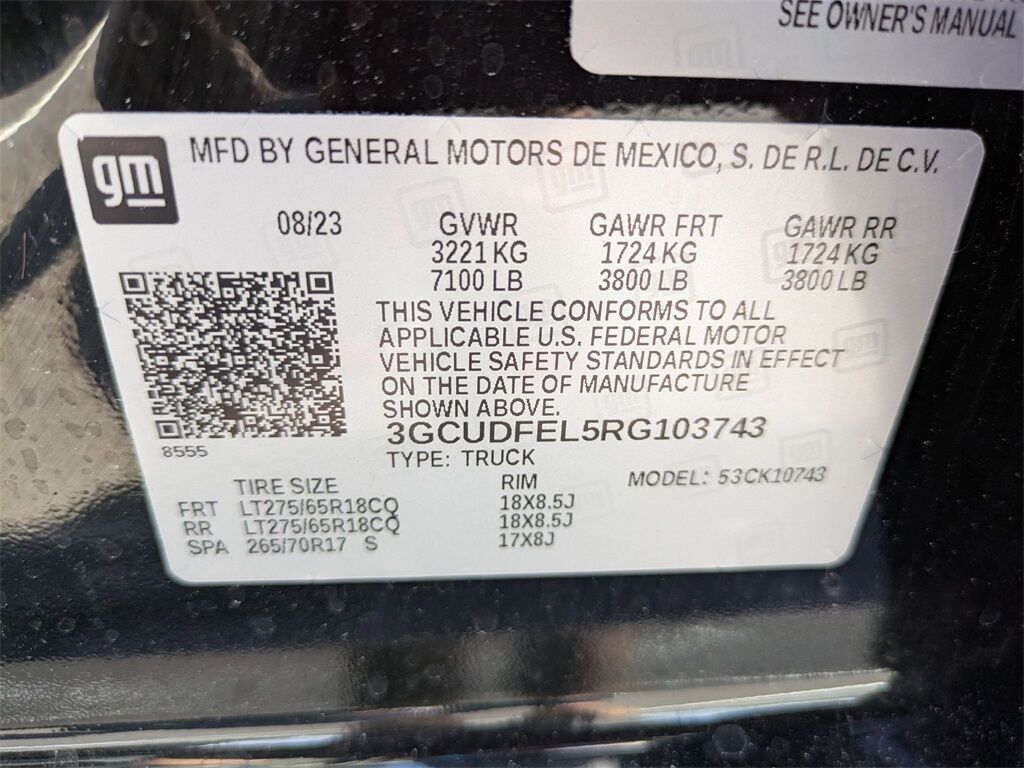 SEE OWNER'S MANUAL
gm
MFD BY GENERAL MOTORS DE MEXICO, S. DE R.L. DE C.V.
08/23 GVWR GAWR FRT GAWR RR
3221 KG 1724 KG 1724 KG
7100 LB 3800 LB 3800 LB
THIS VEHICLE CONFORMS TO ALL
APPLICABLE U.S. FEDERAL MOTOR
VEHICLE SAFETY STANDARDS IN EFFECT
ON THE DATE OF MANUFACTURE
SHOWN ABOVE.
8555
3GCUDFEL5RG103743
TYPE: TRUCK
MODEL: 53CK10743
TIRE SIZE RIM
FRT LT275/65R18CQ 18X8.5J
RR LT275/65R18CQ 18X8.5J
SPA 265/70R17 S 17X8J